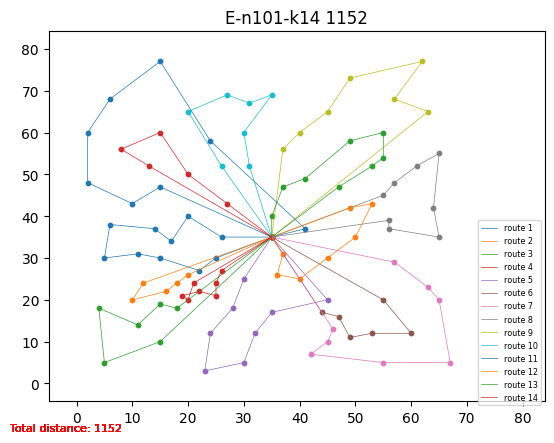 E-n101-k14 1152
80
70
60
50
40
30
20
10
0
0 10 20 30 40 50 60 70 80
route 1
route 2
route 3
route 4
route 5
route 6
route 7
route 8
route 9
route 10
route 11
route 12
route 13
route 14
Total distance: 1152